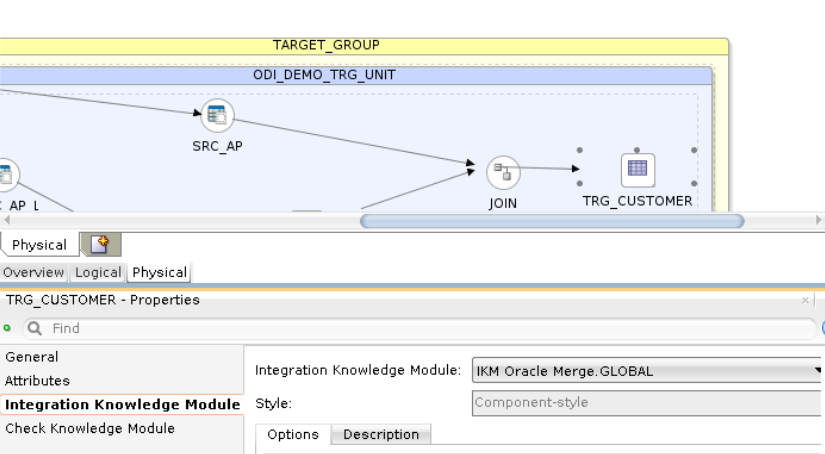 TARGET_GROUP
ODI_DEMO_TRG_UNIT
SRC_AP
AP L
JOIN
TRG_CUSTOMER
Physical
Overview Logical Physical
TRG_CUSTOMER - Properties
Find
General
Attributes
Integration Knowledge Module
Check Knowledge Module
Integration Knowledge Module: IKM Oracle Merge.GLOBAL
Style: Component-style
Options Description